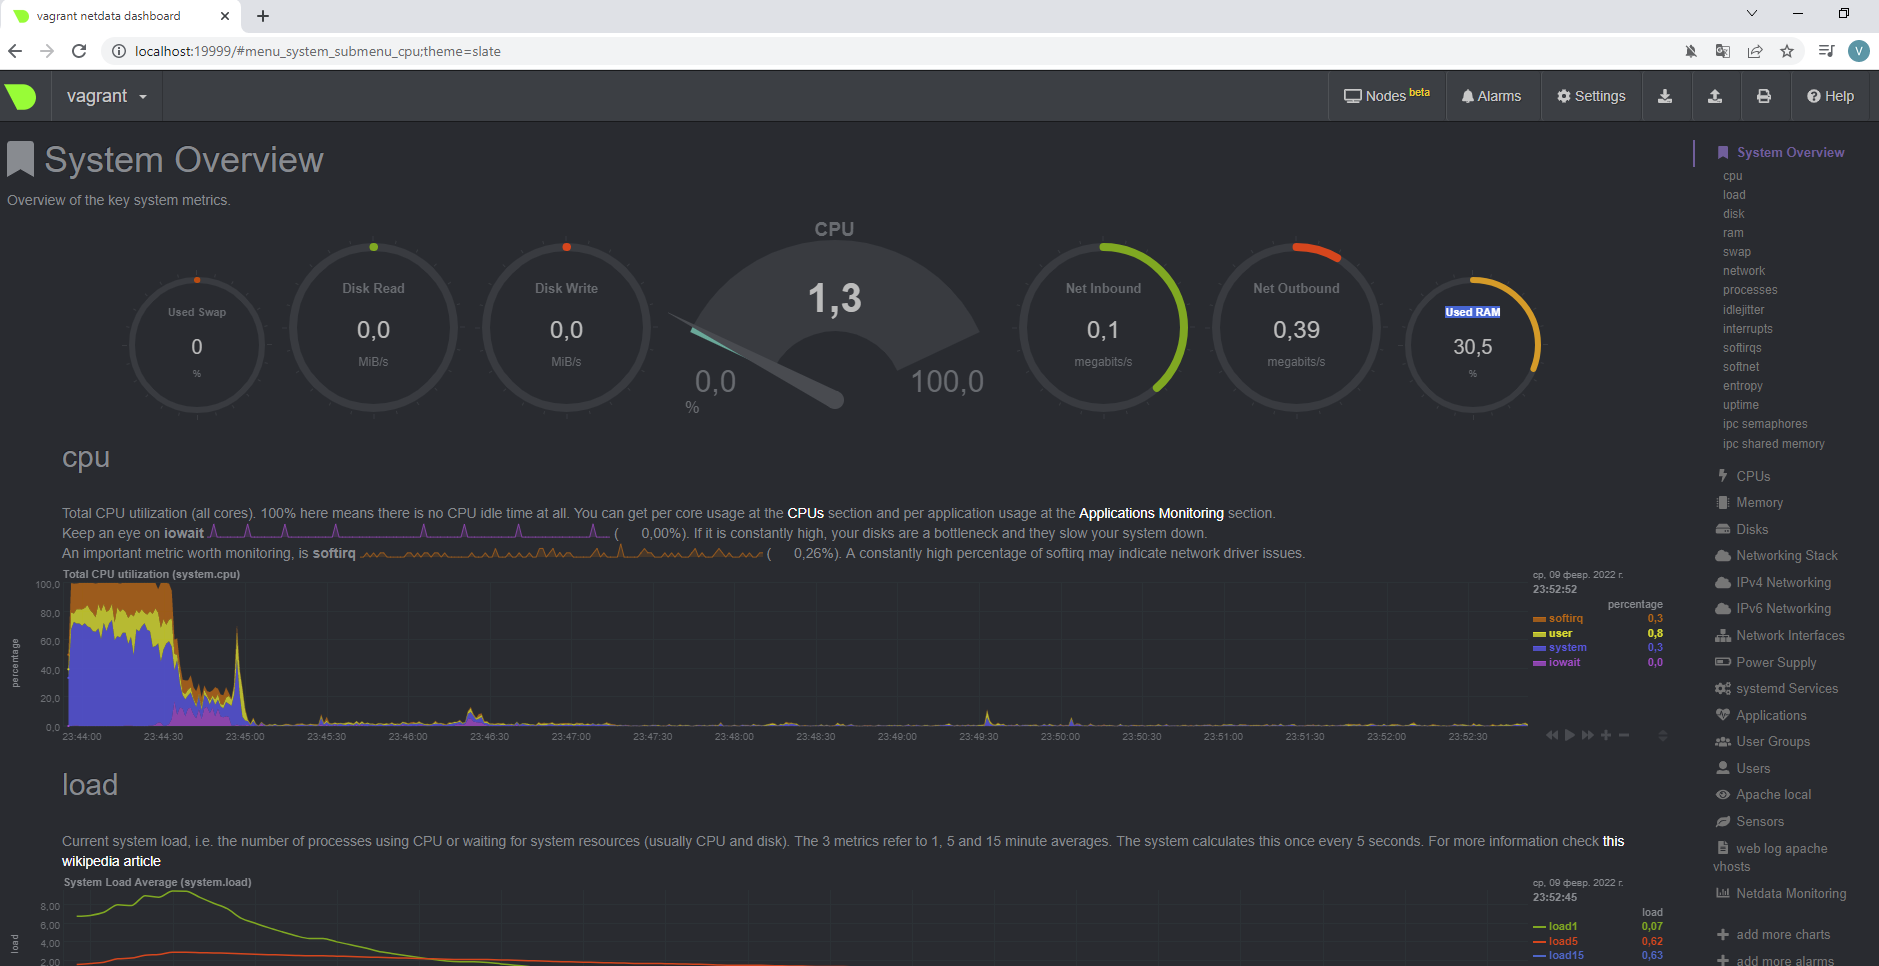 vagrant netdata dashboard
localhost:19999/#menu_system_submenu_cpu;theme=slate
V
vagrant
Nodes beta
Alarms
Settings
Help
System Overview
Overview of the key system metrics.
Used Swap
0
%
Disk Read
0,0
MiB/s
Disk Write
0,0
MiB/s
CPU
1,3
0,0
100,0
%
Net Inbound
0,1
megabits/s
Net Outbound
0,39
megabits/s
Used RAM
30,5
%
cpu
Total CPU utilization (all cores). 100% here means there is no CPU idle time at all. You can get per core usage at the CPUs section and per application usage at the Applications Monitoring section.
Keep an eye on iowait ( 0,00%). If it is constantly high, your disks are a bottleneck and they slow your system down.
An important metric worth monitoring, is softirq ( 0,26%). A constantly high percentage of softirq may indicate network driver issues.
Total CPU utilization (system.cpu)
percentage
100,0
80,0
60,0
40,0
20,0
0,0
23:44:00 23:44:30 23:45:00 23:45:30 23:46:00 23:46:30 23:47:00 23:47:30 23:48:00 23:48:30 23:49:00 23:49:30 23:50:00 23:50:30 23:51:00 23:51:30 23:52:00 23:52:30
ср, 09 февр. 2022 г.
23:52:52
percentage
softirq 0,3
user 0,8
system 0,3
iowait 0,0
load
Current system load, i.e. the number of processes using CPU or waiting for system resources (usually CPU and disk). The 3 metrics refer to 1, 5 and 15 minute averages. The system calculates this once every 5 seconds. For more information check this
wikipedia article
System Load Average (system.load)
load
8,00
6,00
4,00
2,00
ср, 09 февр. 2022 г.
23:52:45
load
load1 0,07
load5 0,62
load15 0,63
System Overview
cpu
load
disk
ram
swap
network
processes
idlejitter
interrupts
softirqs
softnet
entropy
uptime
ipc semaphores
ipc shared memory
CPUs
Memory
Disks
Networking Stack
IPv4 Networking
IPv6 Networking
Network Interfaces
Power Supply
systemd Services
Applications
User Groups
Users
Apache local
Sensors
web log apache
vhosts
Netdata Monitoring
add more charts
add more alarms